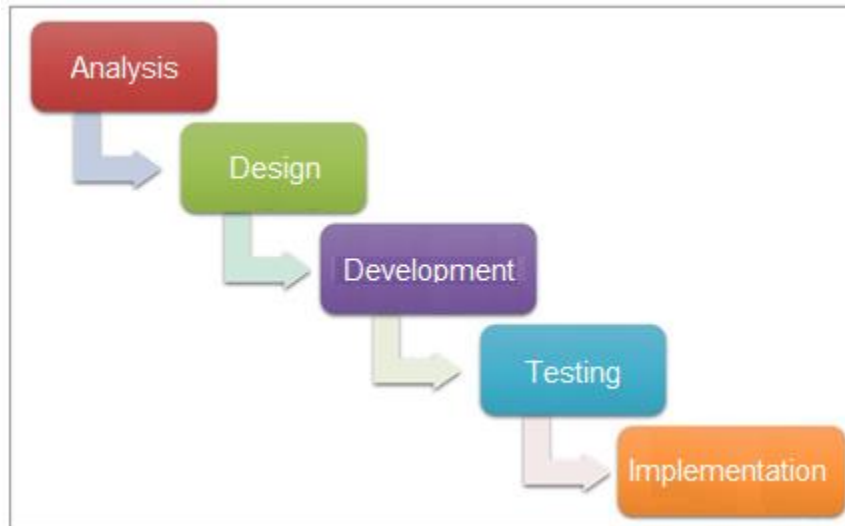 Analysis
Design
Development
Testing
Implementation